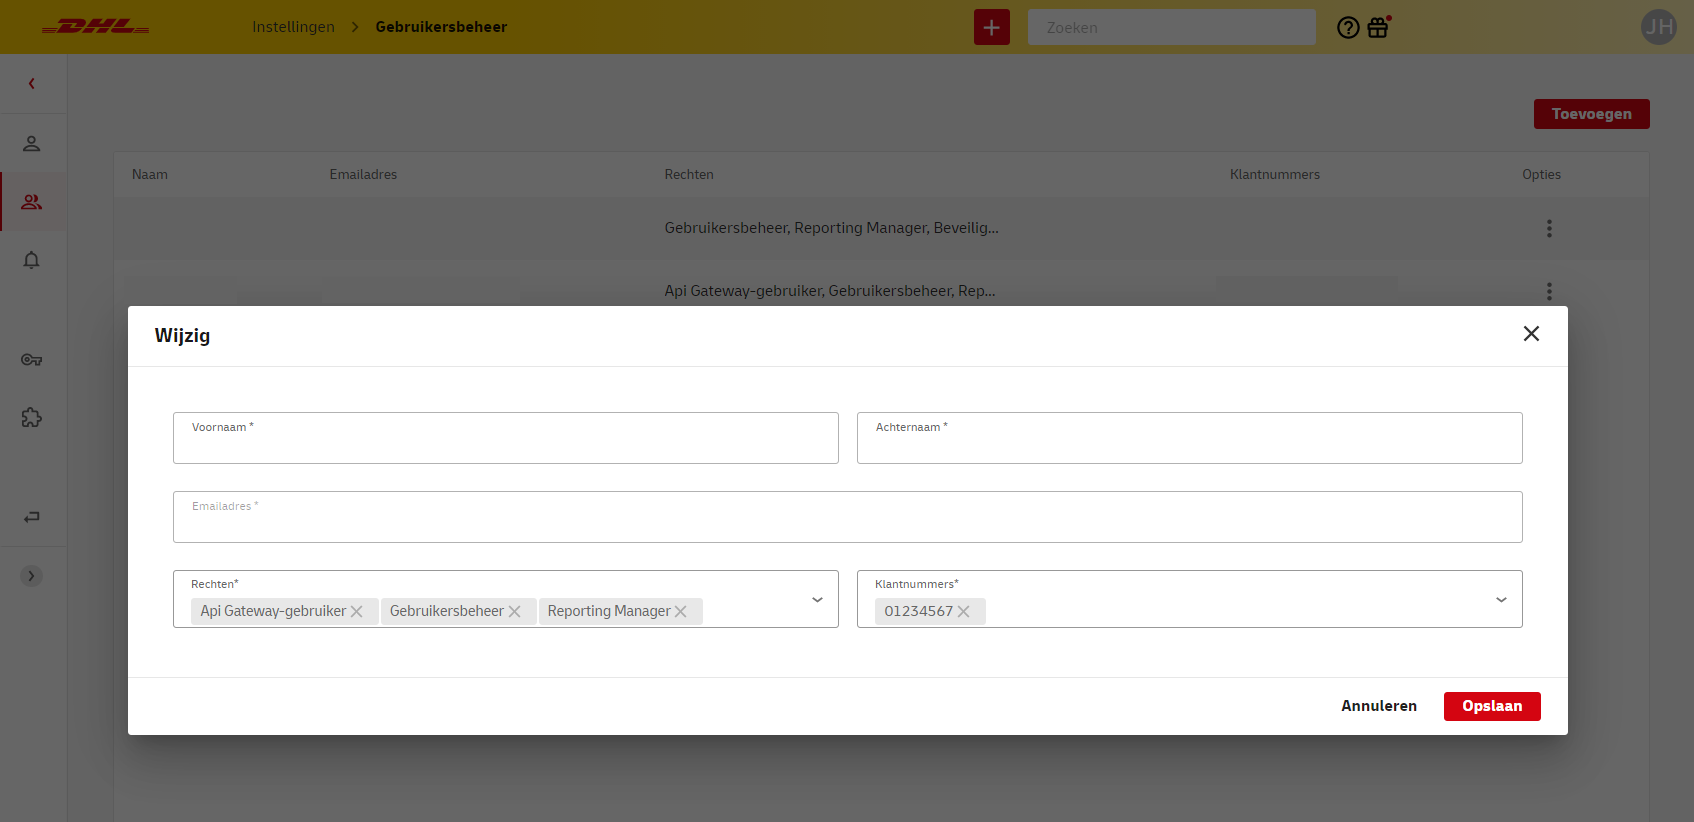 DHL Instellingen Gebruikersbeheer Zoeken JH
Toevoegen
Naam Emailadres Rechten Klantnummers Opties
Gebruikersbeheer, Reporting Manager, Beveilig...
Api Gateway-gebruiker, Gebruikersbeheer, Rep...
Wijzig
Voornaam * Achternaam *
Emailadres *
Rechten* Klantnummers*
Api Gateway-gebruiker Gebruikersbeheer Reporting Manager 01234567
Annuleren Opslaan